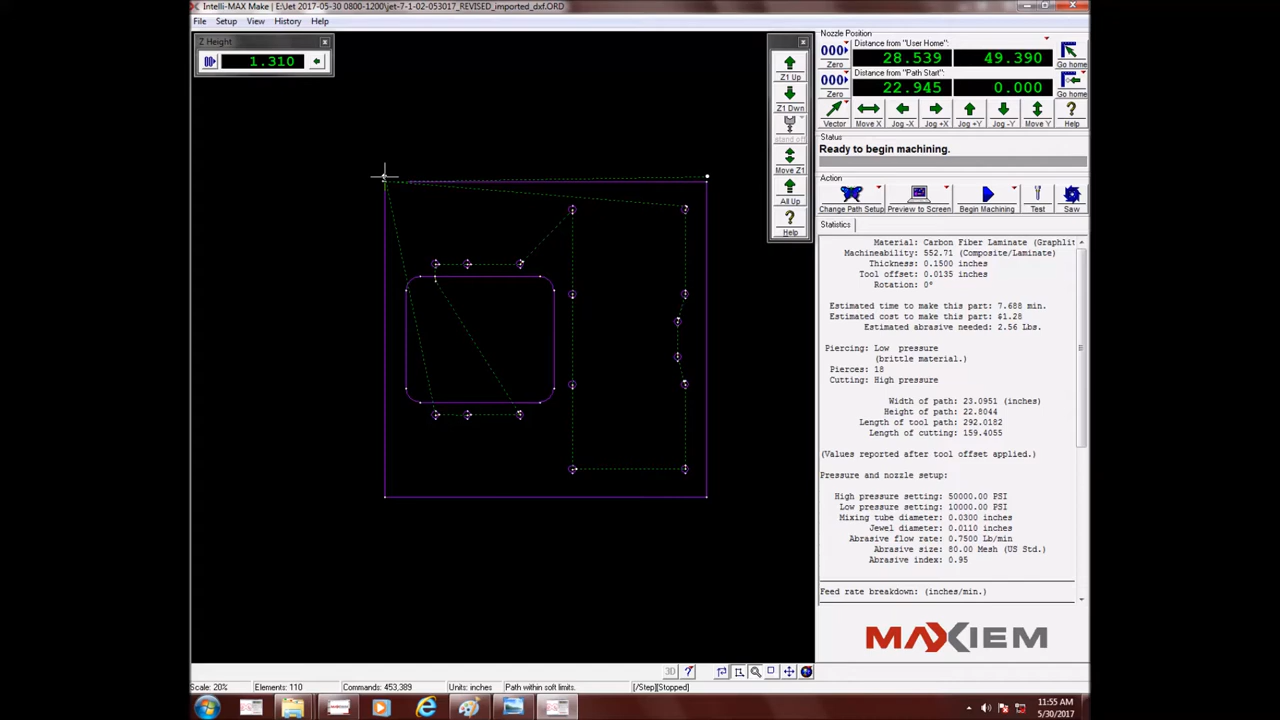 Intelli-MAX Make | E:\Jet 2017-05-30 0800-1200\jet-7-1-02-053017_REVISED_imported_dxf.ORD
File Setup View History Help
Z Height
1.310
Z1 Up
Z1 Dwn
stand off
Move Z1
All Up
Help
Nozzle Position
Distance from "User Home":
000
Zero
28.539 49.390
Go home
Distance from "Path Start":
000
Zero
22.945 0.000
Go home
Vector Move X Jog -X Jog +X Jog +Y Jog -Y Move Y Help
Status
Ready to begin machining.
Action
Change Path Setup Preview to Screen Begin Machining Test Saw
Statistics
Material: Carbon Fiber Laminate (Graphlit
Machineability: 552.71 (Composite/Laminate)
Thickness: 0.1500 inches
Tool offset: 0.0135 inches
Rotation: 0°
Estimated time to make this part: 7.688 min.
Estimated cost to make this part: $1.28
Estimated abrasive needed: 2.56 Lbs.
Piercing: Low pressure
(brittle material.)
Pierces: 18
Cutting: High pressure
Width of path: 23.0951 (inches)
Height of path: 22.8044
Length of tool path: 292.0182
Length of cutting: 159.4055
(Values reported after tool offset applied.)
Pressure and nozzle setup:
High pressure setting: 50000.00 PSI
Low pressure setting: 10000.00 PSI
Mixing tube diameter: 0.0300 inches
Jewel diameter: 0.0110 inches
Abrasive flow rate: 0.7500 Lb/min
Abrasive size: 80.00 Mesh (US Std.)
Abrasive index: 0.95
Feed rate breakdown: (inches/min.)
MAXIEM
3D
Scale: 20% Elements: 110 Commands: 453,389 Units: inches Path within soft limits. [/Step][Stopped]
11:55 AM
5/30/2017